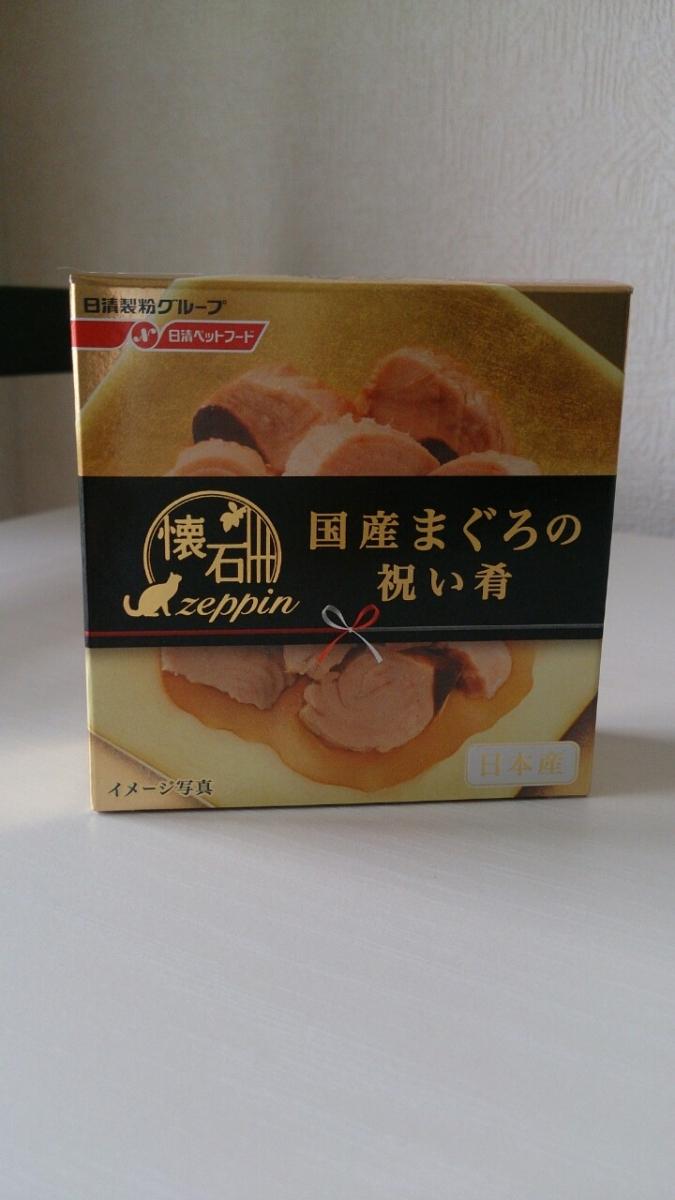 日清製粉グループ
日清ペットフード
懐石
zeppin
国産まぐろの
祝い肴
イメージ写真
日本産